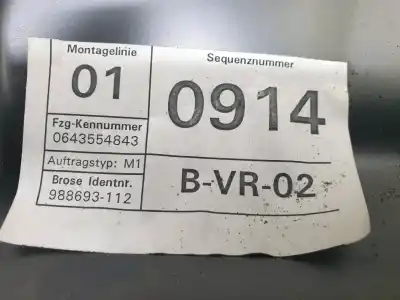 Montagelinie
01
Sequenznummer
0914
Fzg-Kennummer
0643554843
Auftragstyp: M1
Brose Identnr.
988693-112
B-VR-02